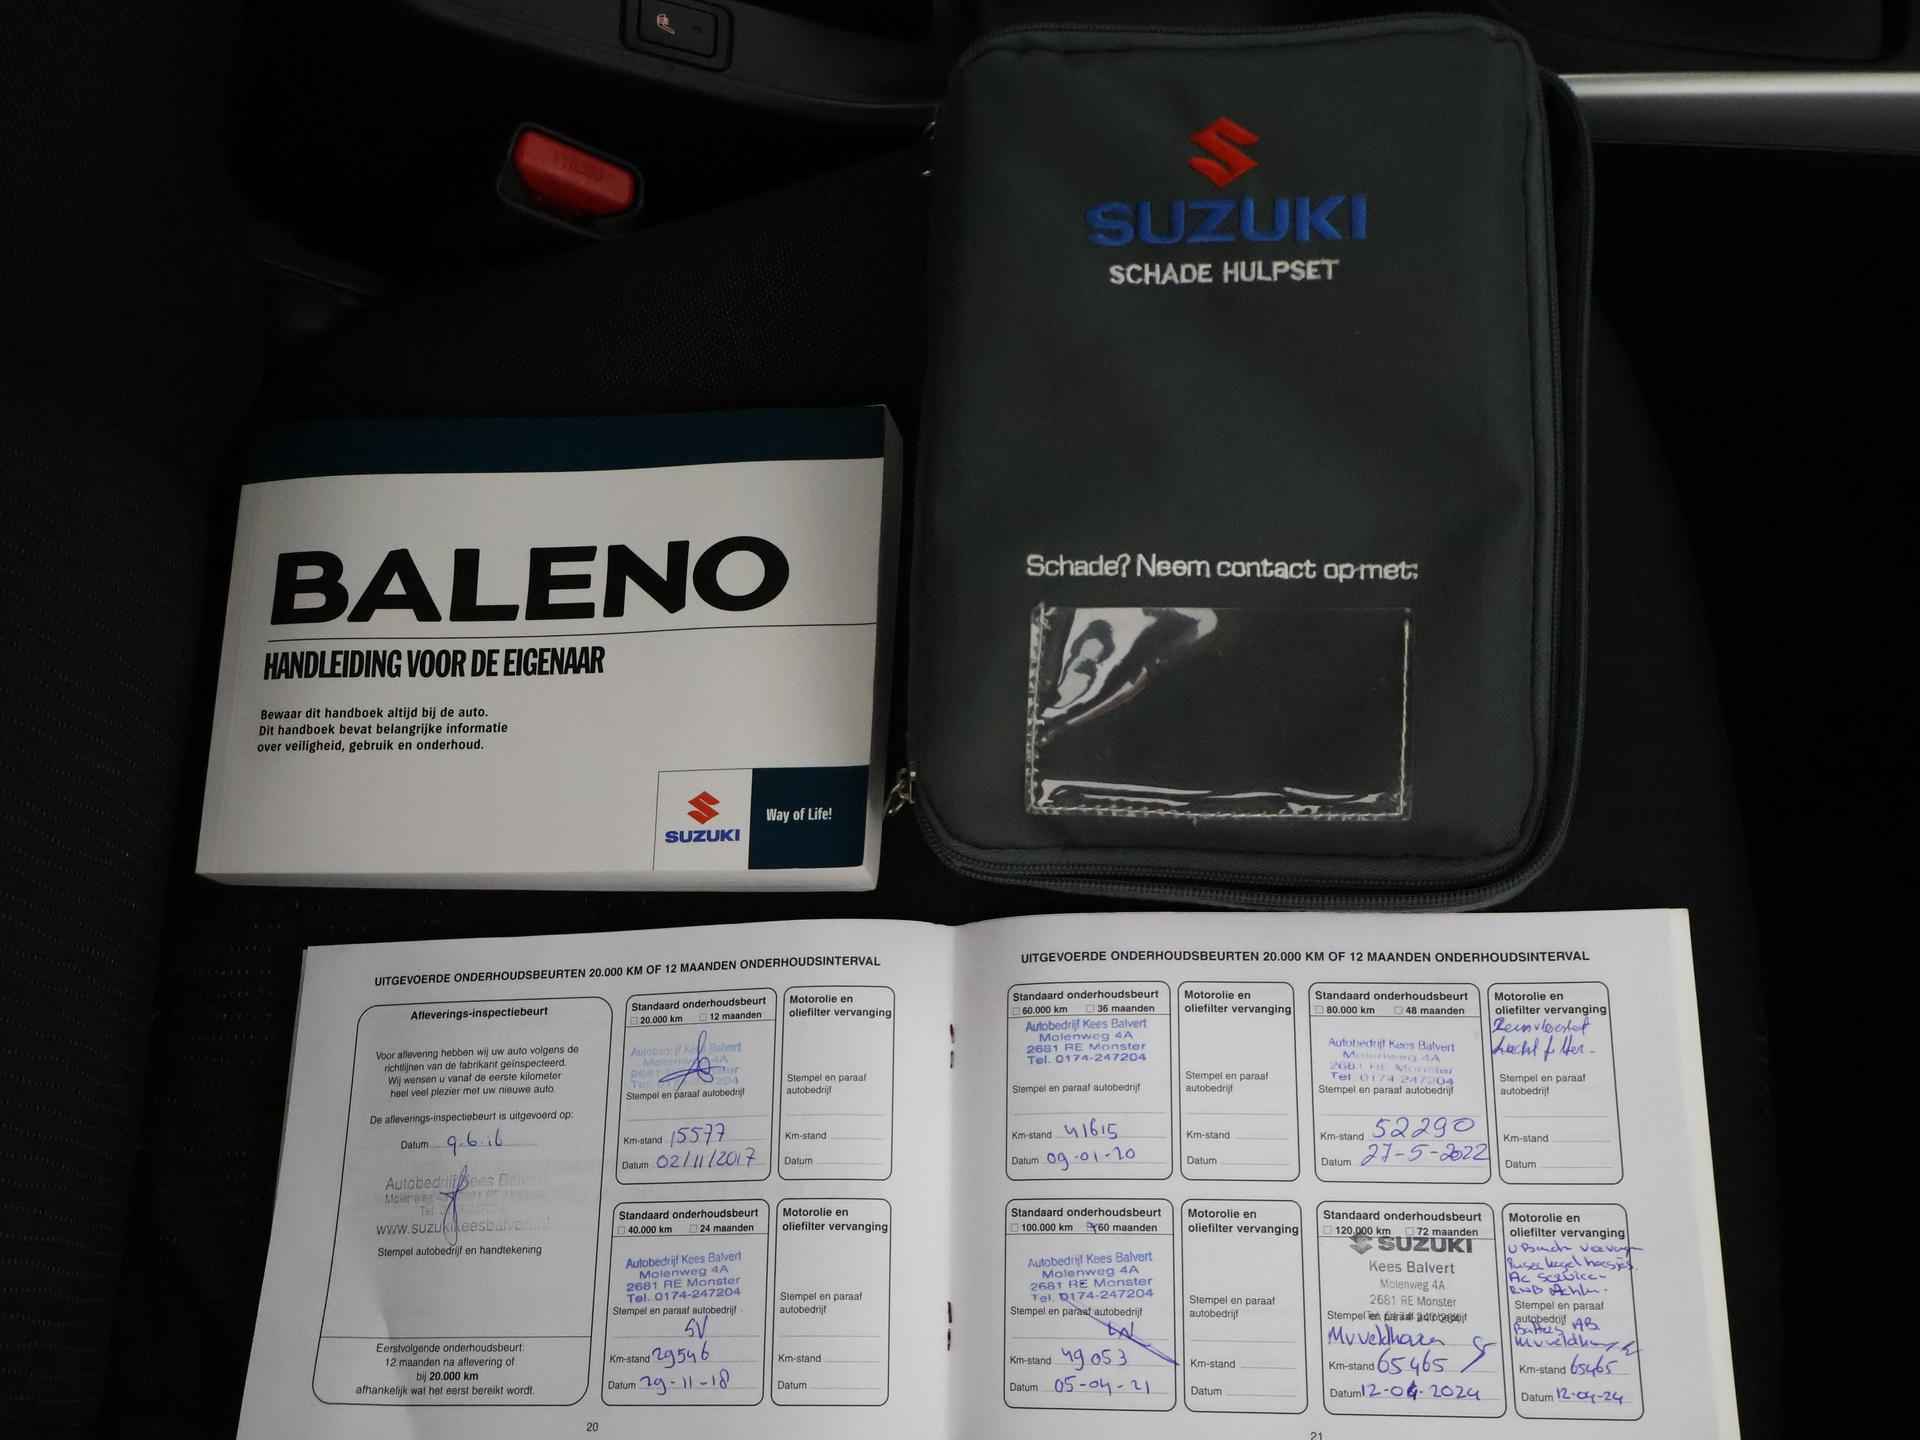 SUZUKI
SCHADE HULPSET
Schade? Neem contact op met:
BALENO
HANDLEIDING VOOR DE EIGENAAR
Bewaar dit handboek altijd bij de auto.
Dit handboek bevat belangrijke informatie
over veiligheid, gebruik en onderhoud.
SUZUKI
Way of Life!
UITGEVOERDE ONDERHOUDSBEURTEN 20.000 KM OF 12 MAANDEN ONDERHOUDSINTERVAL
Afleverings-inspectiebeurt
Voor aflevering hebben wij uw auto volgens de
richtlijnen van de fabrikant geïnspecteerd.
Wij wensen u vanaf de eerste kilometer
heel veel plezier met uw nieuwe auto.
De afleverings-inspectiebeurt is uitgevoerd op:
Datum 9.6.16
Autobedrijf Kees Balvert
Stempel autobedrijf en handtekening
Eerstvolgende onderhoudsbeurt:
12 maanden na aflevering of
bij 20.000 km
afhankelijk wat het eerst bereikt wordt.
Standaard onderhoudsbeurt
20.000 km 12 maanden
Autobedrijf Kees Balvert
Molenweg 4A
Stempel en paraaf autobedrijf
Km-stand 15577
Datum 02/11/2017
Motorolie en
oliefilter vervanging
Stempel en paraaf
autobedrijf
Km-stand
Datum
Standaard onderhoudsbeurt
40.000 km 24 maanden
Autobedrijf Kees Balvert
Molenweg 4A
2681 RE Monster
Tel. 0174-247204
Stempel en paraaf autobedrijf
SV
Km-stand 29546
Datum 29-11-18
Motorolie en
oliefilter vervanging
Stempel en paraaf
autobedrijf
Km-stand
Datum
20
UITGEVOERDE ONDERHOUDSBEURTEN 20.000 KM OF 12 MAANDEN ONDERHOUDSINTERVAL
Standaard onderhoudsbeurt
60.000 km 36 maanden
Autobedrijf Kees Balvert
Molenweg 4A
2681 RE Monster
Tel. 0174-247204
Stempel en paraaf autobedrijf
Km-stand 41615
Datum 09-01-20
Motorolie en
oliefilter vervanging
Stempel en paraaf
autobedrijf
Km-stand
Datum
Standaard onderhoudsbeurt
80.000 km 48 maanden
Autobedrijf Kees Balvert
Molenweg 4A
2681 RE Monster
Tel. 0174-247204
Stempel en paraaf autobedrijf
Km-stand 52290
Datum 27-5-2022
Motorolie en
oliefilter vervanging
Remvloeistof
Stempel en paraaf
autobedrijf
Km-stand
Datum
Standaard onderhoudsbeurt
100.000 km 60 maanden
Autobedrijf Kees Balvert
Molenweg 4A
2681 RE Monster
Tel. 0174-247204
Stempel en paraaf autobedrijf
Km-stand 49053
Datum 05-04-21
Motorolie en
oliefilter vervanging
Stempel en paraaf
autobedrijf
Km-stand
Datum
Standaard onderhoudsbeurt
120.000 km 72 maanden
SUZUKI
Kees Balvert
Molenweg 4A
2681 RE Monster
Stempel en paraaf autobedrijf
Km-stand 65465
Datum 12-04-2024
Motorolie en
oliefilter vervanging
Stempel en paraaf
autobedrijf
Km-stand 65465
Datum 12-04-24
21